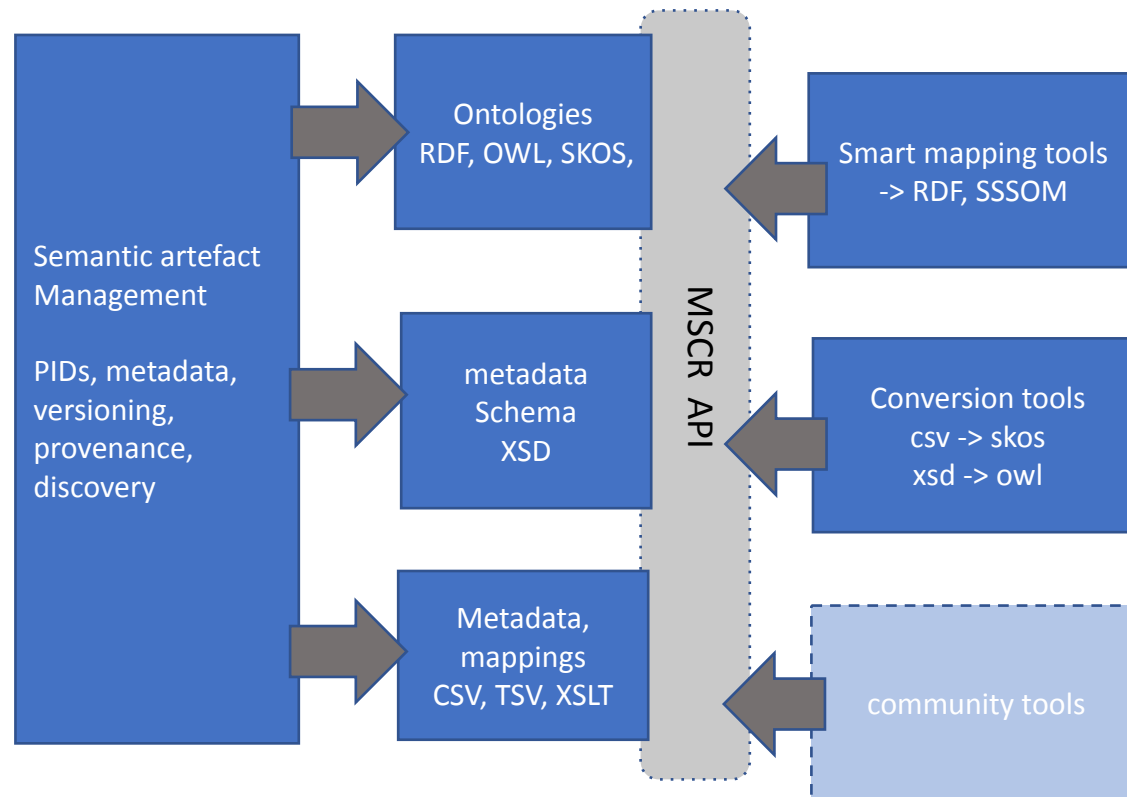 Semantic artefact
Management
PIDs, metadata,
versioning,
provenance,
discovery
Ontologies
RDF, OWL, SKOS,
metadata
Schema
XSD
Metadata,
mappings
CSV, TSV, XSLT
MSCR API
Smart mapping tools
-> RDF, SSSOM
Conversion tools
csv -> skos
xsd -> owl
community tools